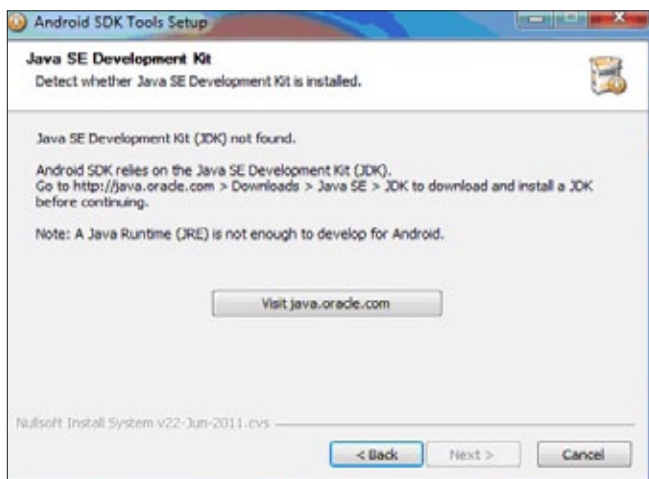 Android SDK Tools Setup
Java SE Development Kit
Detect whether Java SE Development Kit is installed.
Java SE Development Kit (JDK) not found.
Android SDK relies on the Java SE Development Kit (JDK).
Go to http://java.oracle.com > Downloads > Java SE > JDK to download and install a JDK
before continuing.
Note: A Java Runtime (JRE) is not enough to develop for Android.
Visit java.oracle.com
Nullsoft Install System v22-Jun-2011.cvs
< Back
Next >
Cancel